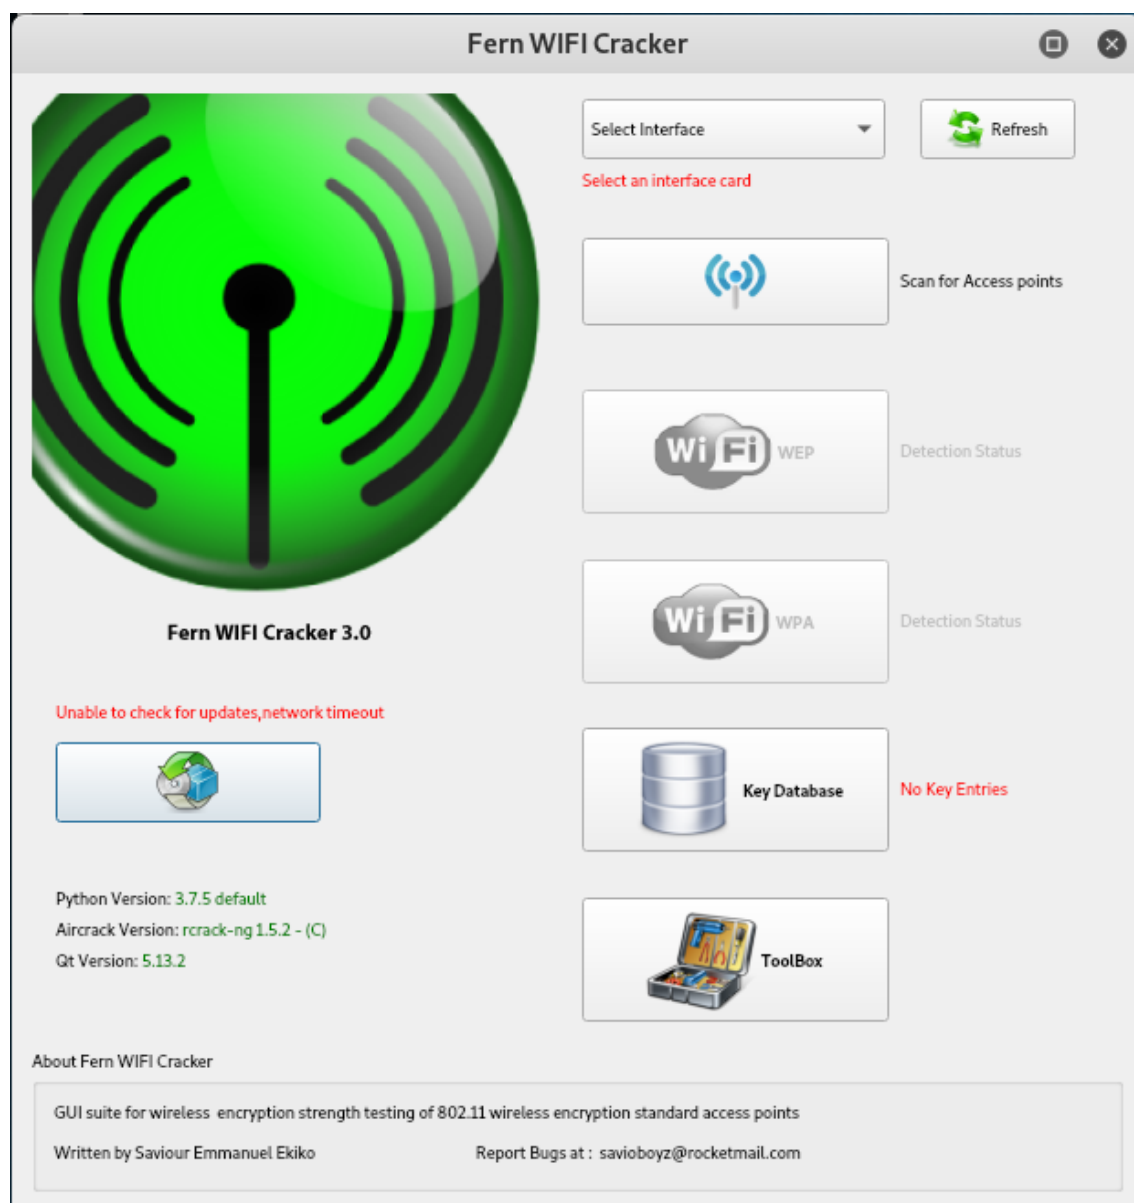 Fern WIFI Cracker
Select Interface
Refresh
Select an interface card
Scan for Access points
WiFi WEP
Detection Status
WiFi WPA
Detection Status
Fern WIFI Cracker 3.0
Unable to check for updates,network timeout
Key Database
No Key Entries
Python Version: 3.7.5 default
Aircrack Version: rcrack-ng 1.5.2 - (C)
Qt Version: 5.13.2
ToolBox
About Fern WIFI Cracker
GUI suite for wireless encryption strength testing of 802.11 wireless encryption standard access points
Written by Saviour Emmanuel Ekiko
Report Bugs at : savioboyz@rocketmail.com